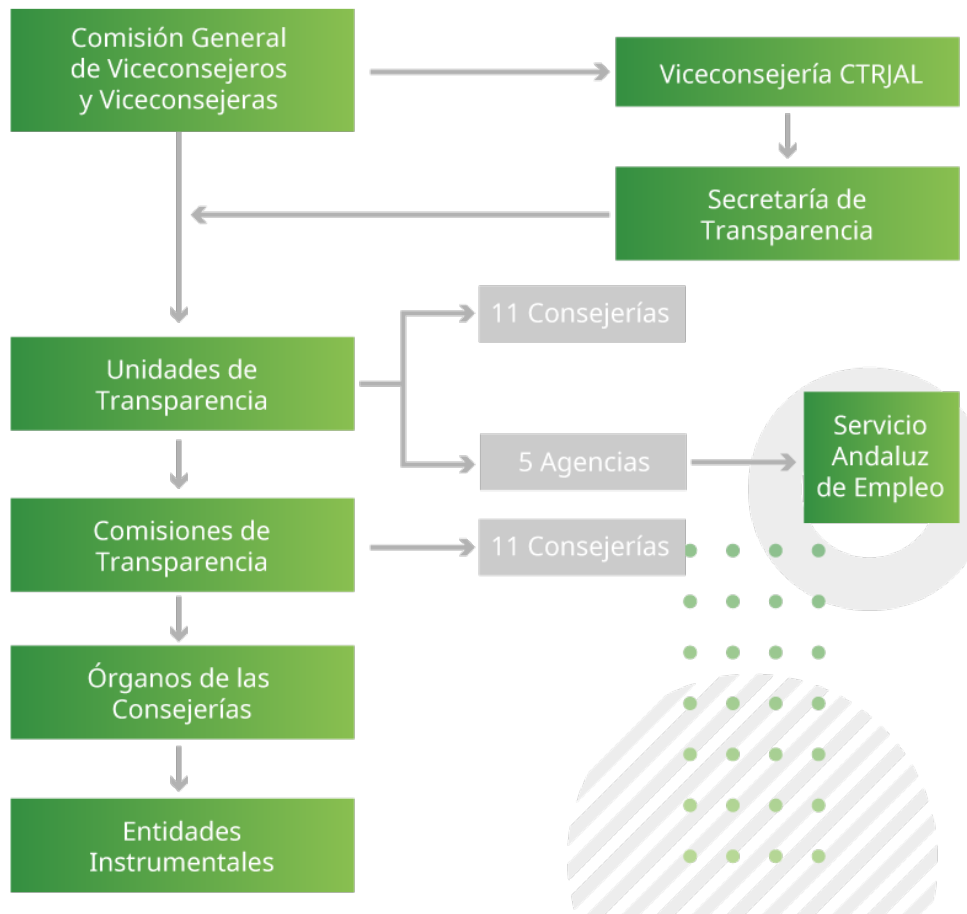 Comisión General
de Viceconsejeros
y Viceconsejeras
Viceconsejería CTRJAL
Secretaría de
Transparencia
11 Consejerías
Unidades de
Transparencia
5 Agencias
Servicio
Andaluz
de Empleo
Comisiones de
Transparencia
11 Consejerías
Órganos de las
Consejerías
Entidades
Instrumentales